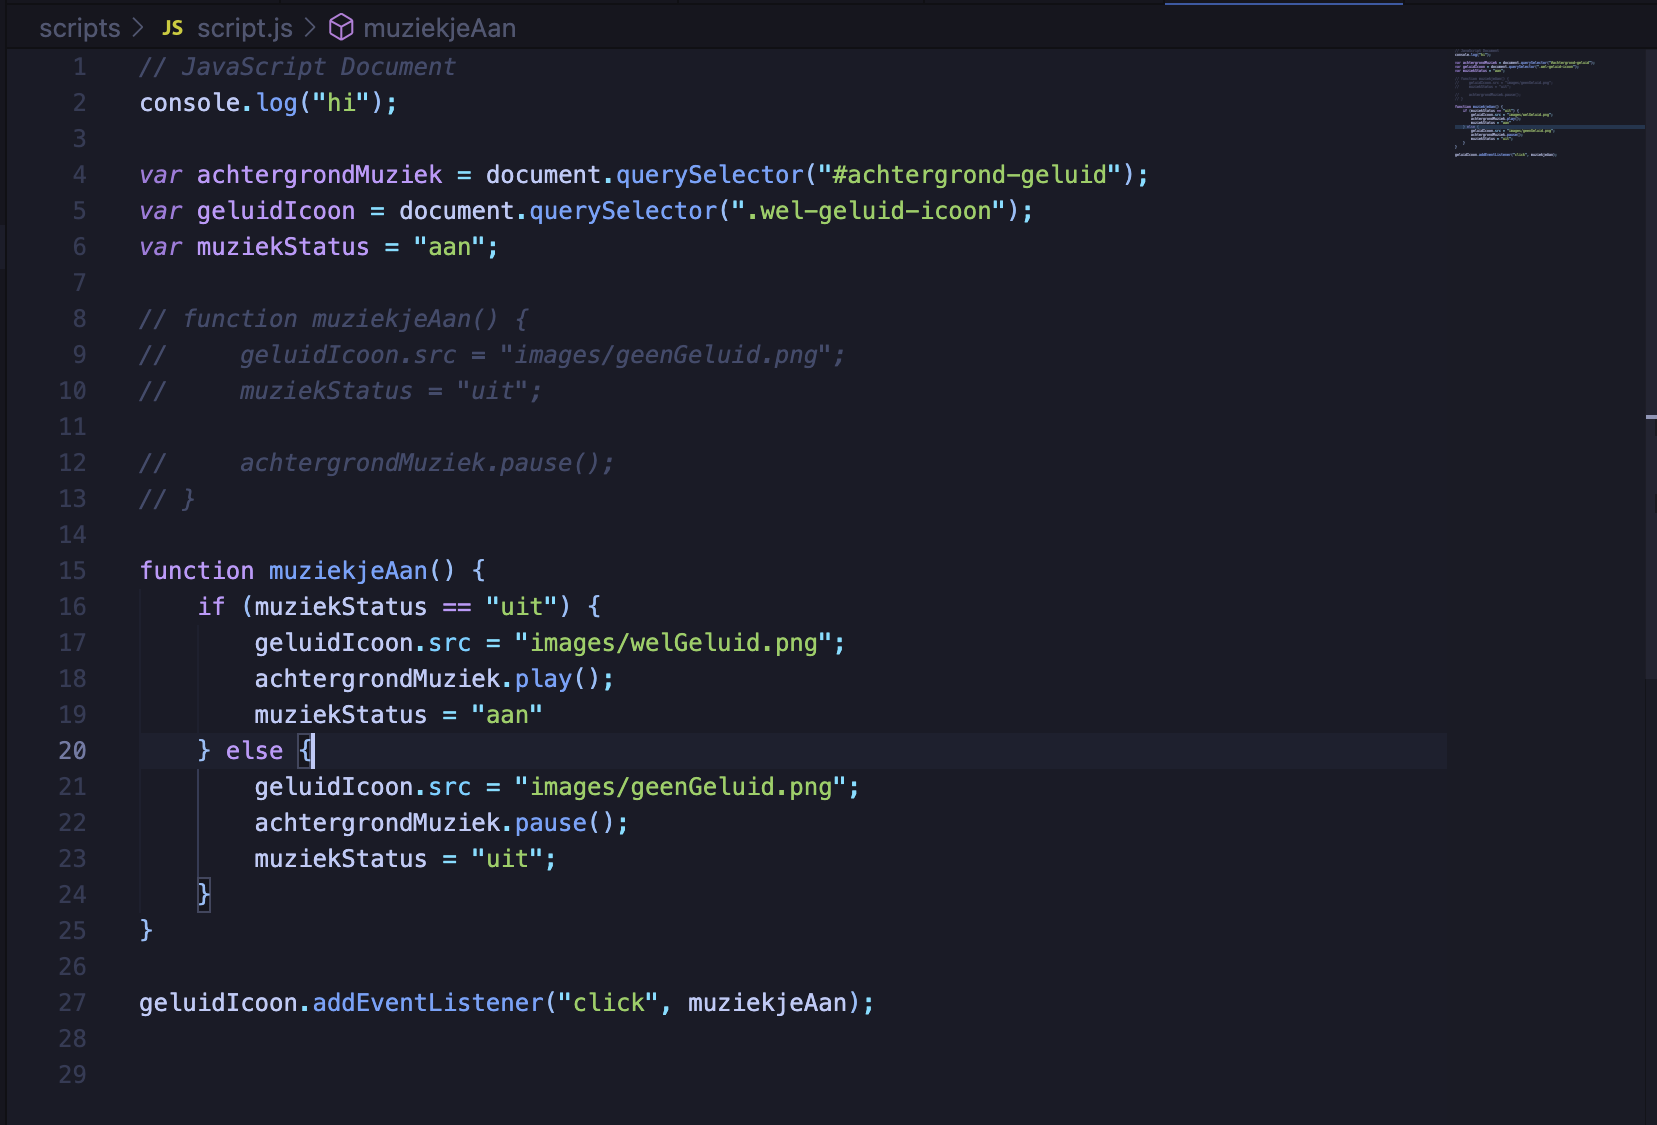 scripts > JS script.js > muziekjeAan
1 // JavaScript Document
2 console.log("hi");
3
4 var achtergrondMuziek = document.querySelector("#achtergrond-geluid");
5 var geluidIcoon = document.querySelector(".wel-geluid-icoon");
6 var muziekStatus = "aan";
7
8 // function muziekjeAan() {
9 //     geluidIcoon.src = "images/geenGeluid.png";
10 //     muziekStatus = "uit";
11
12 //     achtergrondMuziek.pause();
13 // }
14
15 function muziekjeAan() {
16     if (muziekStatus == "uit") {
17         geluidIcoon.src = "images/welGeluid.png";
18         achtergrondMuziek.play();
19         muziekStatus = "aan"
20     } else {
21         geluidIcoon.src = "images/geenGeluid.png";
22         achtergrondMuziek.pause();
23         muziekStatus = "uit";
24     }
25 }
26
27 geluidIcoon.addEventListener("click", muziekjeAan);
28
29